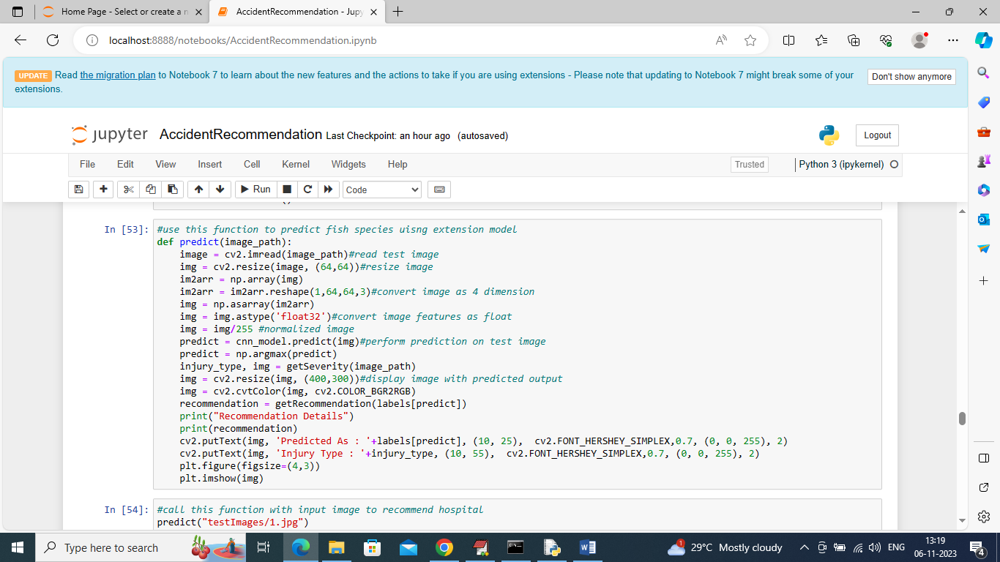 Home Page - Select or create a n
AccidentRecommendation - Jupy
localhost:8888/notebooks/AccidentRecommendation.ipynb
UPDATE Read the migration plan to Notebook 7 to learn about the new features and the actions to take if you are using extensions - Please note that updating to Notebook 7 might break some of your
extensions.
Don't show anymore
jupyter AccidentRecommendation Last Checkpoint: an hour ago (autosaved)
Logout
File Edit View Insert Cell Kernel Widgets Help
Trusted
Python 3 (ipykernel)
Run
Code
In [53]:
#use this function to predict fish species uisng extension model
def predict(image_path):
    image = cv2.imread(image_path)#read test image
    img = cv2.resize(image, (64,64))#resize image
    im2arr = np.array(img)
    im2arr = im2arr.reshape(1,64,64,3)#convert image as 4 dimension
    img = np.asarray(im2arr)
    img = img.astype('float32')#convert image features as float
    img = img/255 #normalized image
    predict = cnn_model.predict(img)#perform prediction on test image
    predict = np.argmax(predict)
    injury_type, img = getSeverity(image_path)
    img = cv2.resize(img, (400,300))#display image with predicted output
    img = cv2.cvtColor(img, cv2.COLOR_BGR2RGB)
    recommendation = getRecommendation(labels[predict])
    print("Recommendation Details")
    print(recommendation)
    cv2.putText(img, 'Predicted As : '+labels[predict], (10, 25),  cv2.FONT_HERSHEY_SIMPLEX,0.7, (0, 0, 255), 2)
    cv2.putText(img, 'Injury Type : '+injury_type, (10, 55),  cv2.FONT_HERSHEY_SIMPLEX,0.7, (0, 0, 255), 2)
    plt.figure(figsize=(4,3))
    plt.imshow(img)
In [54]:
#call this function with input image to recommend hospital
predict("testImages/1.jpg")
Type here to search
29°C Mostly cloudy
ENG
13:19
06-11-2023
4